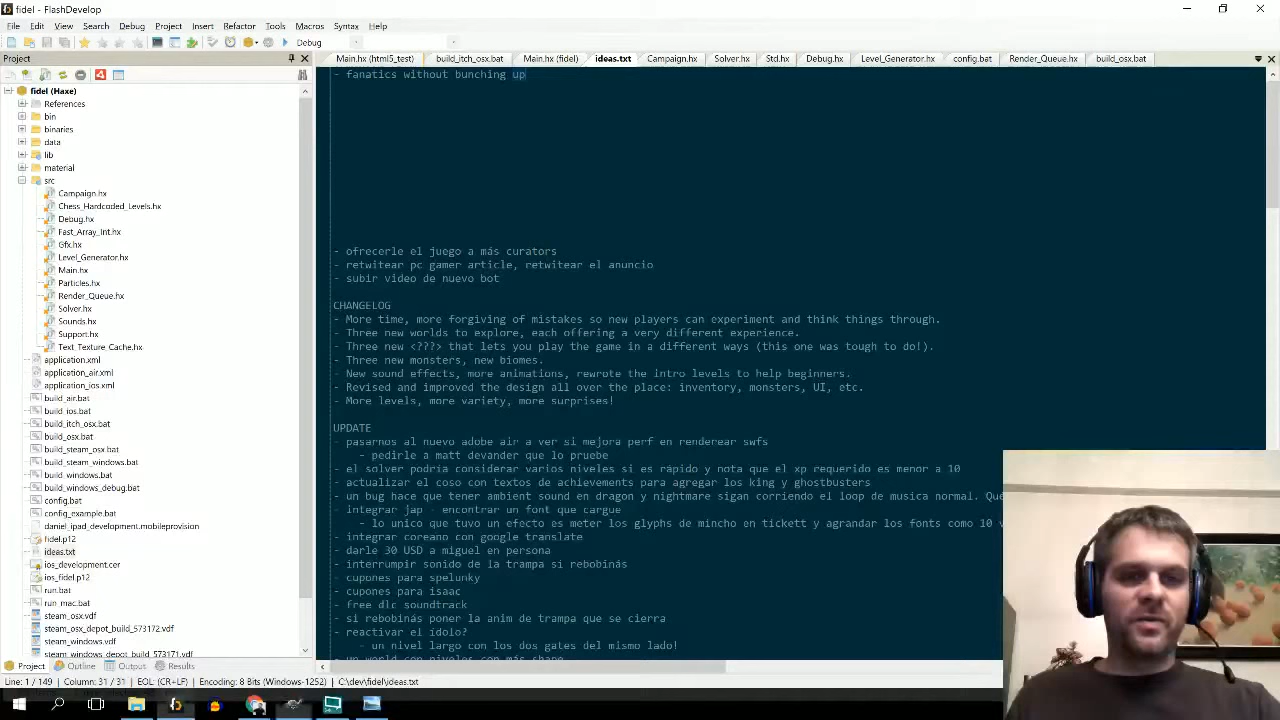 fidel - FlashDevelop
File Edit View Search Debug Project Insert Refactor Tools Macros Syntax Help
Debug
Project
Main.hx (html5_test) build_itch_osx.bat Main.hx (fidel) ideas.txt Campaign.hx Solver.hx Std.hx Debug.hx Level_Generator.hx config.bat Render_Queue.hx build_osx.bat
fidel (Haxe)
References
bin
binaries
data
lib
material
src
Campaign.hx
Chess_Hardcoded_Levels.hx
Debug.hx
Fast_Array_Int.hx
Gfx.hx
Level_Generator.hx
Main.hx
Particles.hx
Render_Queue.hx
Solver.hx
Sounds.hx
Support.hx
Text_Texture_Cache.hx
application.xml
application_air.xml
application_ios.xml
build_air.bat
build_ios.bat
build_itch_osx.bat
build_osx.bat
build_steam_osx.bat
build_steam_windows.bat
build_windows.bat
build_windows_debug.bat
config.bat
config_example.bat
daniel_ipad_development.mobileprovision
fidel.p12
ideas.txt
ios_development.cer
ios_fidel.p12
run.bat
run_mac.bat
steam_osx.vdf
steam_osx_depot_build_573172.vdf
steam_windows.vdf
steam_windows_depot_build_573171.vdf
- fanatics without bunching up
- ofrecerle el juego a más curators
- retwitear pc gamer article, retwitear el anuncio
- subir video de nuevo bot
CHANGELOG
- More time, more forgiving of mistakes so new players can experiment and think things through.
- Three new worlds to explore, each offering a very different experience.
- Three new <???> that lets you play the game in a different ways (this one was tough to do!).
- Three new monsters, new biomes.
- New sound effects, more animations, rewrote the intro levels to help beginners.
- Revised and improved the design all over the place: inventory, monsters, UI, etc.
- More levels, more variety, more surprises!
UPDATE
- pasarnos al nuevo adobe air a ver si mejora perf en renderear swfs
- pedirle a matt devander que lo pruebe
- el solver podría considerar varios niveles si es rápido y nota que el xp requerido es menor a 10
- actualizar el coso con textos de achievements para agregar los king y ghostbusters
- un bug hace que tener ambient sound en dragon y nightmare sigan corriendo el loop de musica normal. Que
- integrar jap - encontrar un font que cargue
- lo unico que tuvo un efecto es meter los glyphs de mincho en tickett y agrandar los fonts como 10 v
- integrar coreano con google translate
- darle 30 USD a miguel en persona
- interrumpir sonido de la trampa si rebobinás
- cupones para spelunky
- cupones para isaac
- free dlc soundtrack
- si rebobinás poner la anim de trampa que se cierra
- reactivar el ídolo?
- un nivel largo con los dos gates del mismo lado!
- un world con niveles con más shape
Project Outline Output Results
Line: 1 / 149 Column: 31 / 31 EOL: (CR+LF) Encoding: 8 Bits (Windows-1252) C:\dev\fidel\ideas.txt